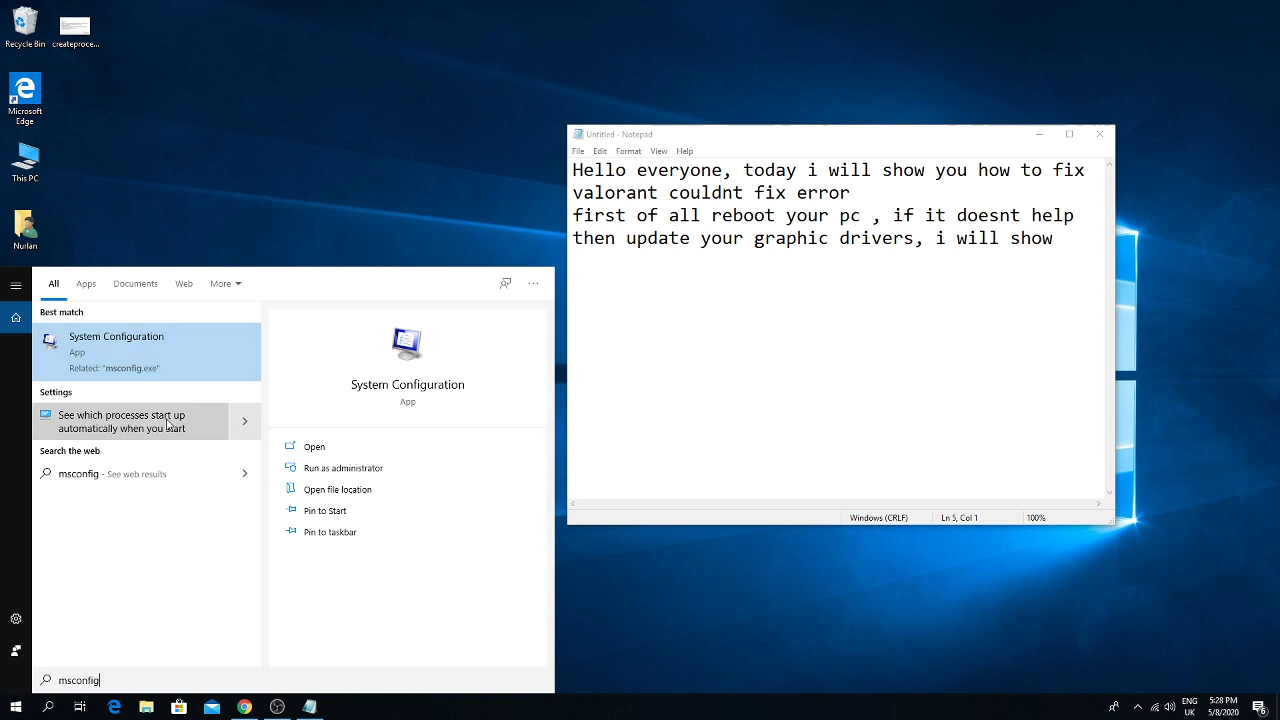 Recycle Bin
createproce...
Microsoft
Edge
This PC
Nurlan
Untitled - Notepad
File Edit Format View Help
Hello everyone, today i will show you how to fix
valorant couldnt fix error
first of all reboot your pc , if it doesnt help
then update your graphic drivers, i will show
Windows (CRLF) Ln 5, Col 1 100%
All Apps Documents Web More
Best match
System Configuration
App
Related: "msconfig.exe"
Settings
See which processes start up
automatically when you start
Search the web
msconfig - See web results
System Configuration
App
Open
Run as administrator
Open file location
Pin to Start
Pin to taskbar
msconfig
ENG
UK
5:28 PM
5/8/2020